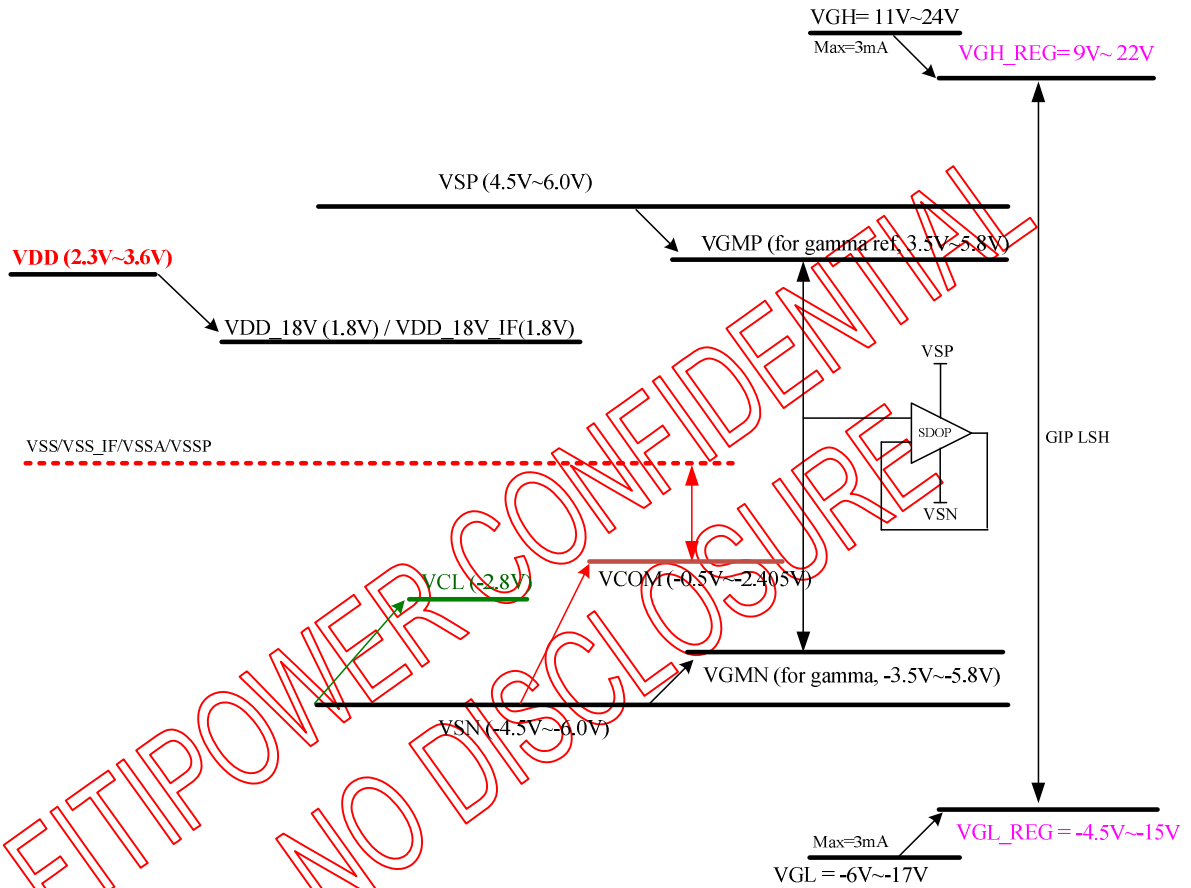 VGH= 11V~24V
Max=3mA
VGH_REG= 9V~ 22V
VSP (4.5V~6.0V)
VGMP (for gamma ref, 3.5V~5.8V)
VDD (2.3V~3.6V)
VDD_18V (1.8V) / VDD_18V_IF(1.8V)
VSP
SDOP
VSN
GIP LSH
VSS/VSS_IF/VSSA/VSSP
VCOM (-0.5V~-2.405V)
VCL (-2.8V)
VGMN (for gamma, -3.5V~-5.8V)
VSN (-4.5V~-6.0V)
VGL_REG = -4.5V~-15V
Max=3mA
VGL = -6V~-17V
FITIPOWER CONFIDENTIAL
NO DISCLOSURE